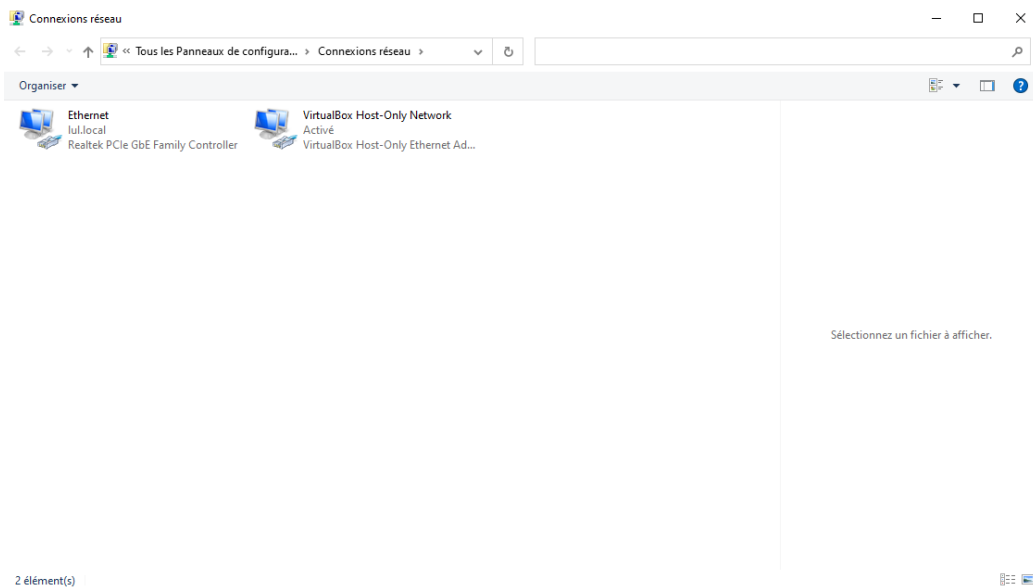 Connexions réseau
« Tous les Panneaux de configura... › Connexions réseau ›
Organiser
?
Ethernet
lul.local
Realtek PCIe GbE Family Controller
VirtualBox Host-Only Network
Activé
VirtualBox Host-Only Ethernet Ad...
Sélectionnez un fichier à afficher.
2 élément(s)